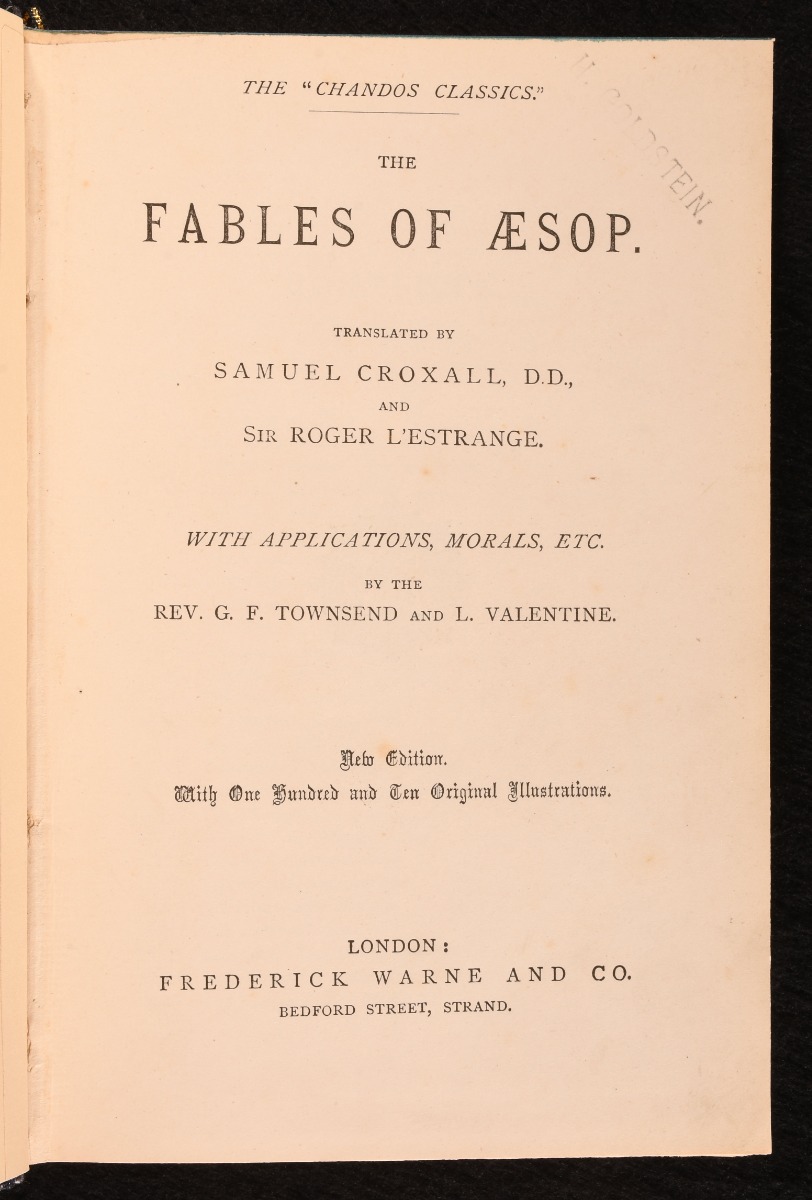 THE "CHANDOS CLASSICS."
THE
FABLES OF ÆSOP.
TRANSLATED BY
SAMUEL CROXALL, D.D.,
AND
SIR ROGER L'ESTRANGE.
WITH APPLICATIONS, MORALS, ETC.
BY THE
REV. G. F. TOWNSEND AND L. VALENTINE.
New Edition.
With One Hundred and Ten Original Illustrations.
LONDON:
FREDERICK WARNE AND CO.
BEDFORD STREET, STRAND.
GOLDSTEIN.